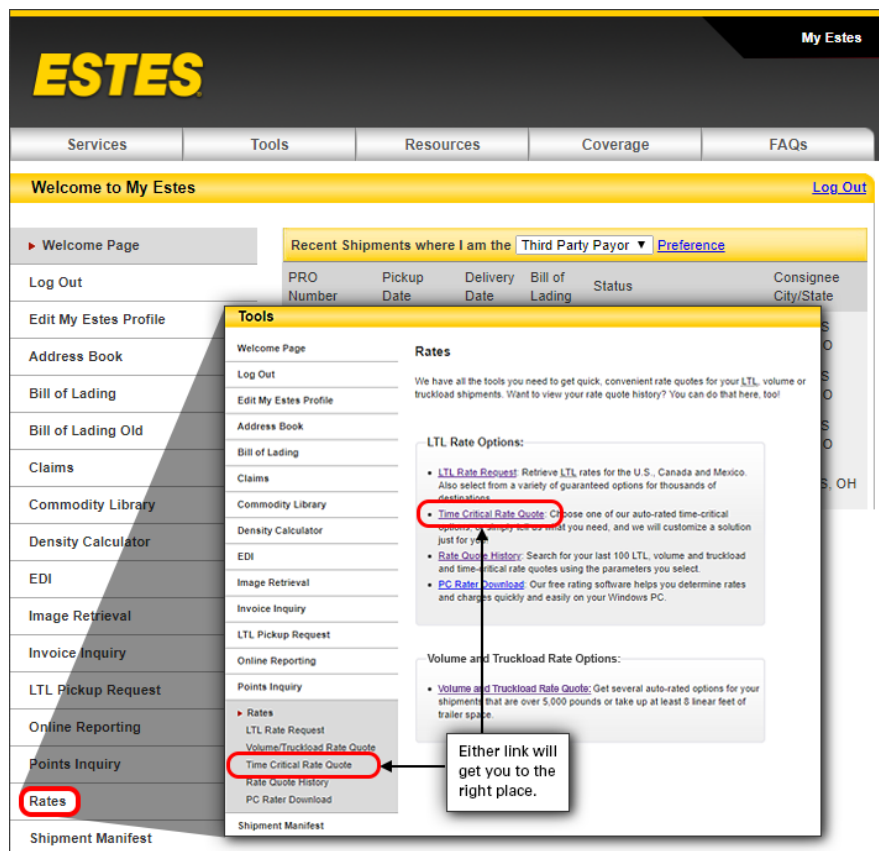 My Estes
ESTES
Services Tools Resources Coverage FAQs
Welcome to My Estes Log Out
Welcome Page
Log Out
Edit My Estes Profile
Address Book
Bill of Lading
Bill of Lading Old
Claims
Commodity Library
Density Calculator
EDI
Image Retrieval
Invoice Inquiry
LTL Pickup Request
Online Reporting
Points Inquiry
Rates
Shipment Manifest
Recent Shipments where I am the Third Party Payor ▼ Preference
PRO Number
Pickup Date
Delivery Date
Bill of Lading
Status
Consignee City/State
S
O
S
O
S
O
S, OH
Tools
Welcome Page
Log Out
Edit My Estes Profile
Address Book
Bill of Lading
Claims
Commodity Library
Density Calculator
EDI
Image Retrieval
Invoice Inquiry
LTL Pickup Request
Online Reporting
Points Inquiry
Rates
LTL Rate Request
Volume/Truckload Rate Quote
Time Critical Rate Quote
Rate Quote History
PC Rater Download
Shipment Manifest
Rates
We have all the tools you need to get quick, convenient rate quotes for your LTL, volume or
truckload shipments. Want to view your rate quote history? You can do that here, too!
LTL Rate Options:
• LTL Rate Request: Retrieve LTL rates for the U.S., Canada and Mexico.
Also select from a variety of guaranteed options for thousands of
destinations.
• Time Critical Rate Quote: Choose one of our auto-rated time-critical
options, or simply tell us what you need, and we will customize a solution
just for you.
• Rate Quote History: Search for your last 100 LTL, volume and truckload
and time-critical rate quotes using the parameters you select.
• PC Rater Download: Our free rating software helps you determine rates
and charges quickly and easily on your Windows PC.
Volume and Truckload Rate Options:
• Volume and Truckload Rate Quote: Get several auto-rated options for your
shipments that are over 5,000 pounds or take up at least 8 linear feet of
trailer space.
Either link will
get you to the
right place.